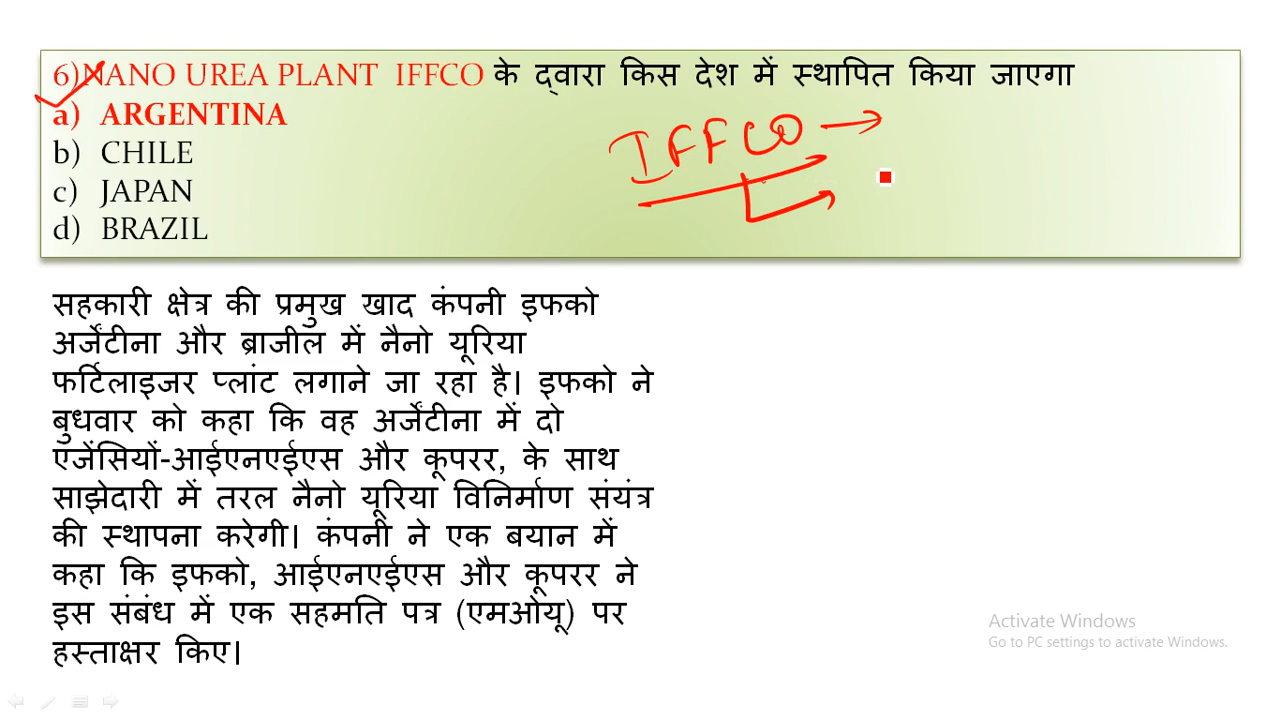 6)NANO UREA PLANT IFFCO के द्वारा किस देश में स्थापित किया जाएगा
a) ARGENTINA
IFFCO
b) CHILE
c) JAPAN
d) BRAZIL
सहकारी क्षेत्र की प्रमुख खाद कंपनी इफको
अर्जेंटीना और ब्राजील में नैनो यूरिया
फर्टिलाइजर प्लांट लगाने जा रहा है। इफको ने
बुधवार को कहा कि वह अर्जेंटीना में दो
एजेंसियों-आईएनएईएस और कूपरर, के साथ
साझेदारी में तरल नैनो यूरिया विनिर्माण संयंत्र
की स्थापना करेगी। कंपनी ने एक बयान में
कहा कि इफको, आईएनएईएस और कूपरर ने
इस संबंध में एक सहमति पत्र (एमओयू) पर
हस्ताक्षर किए।
Activate Windows
Go to PC settings to activate Windows.